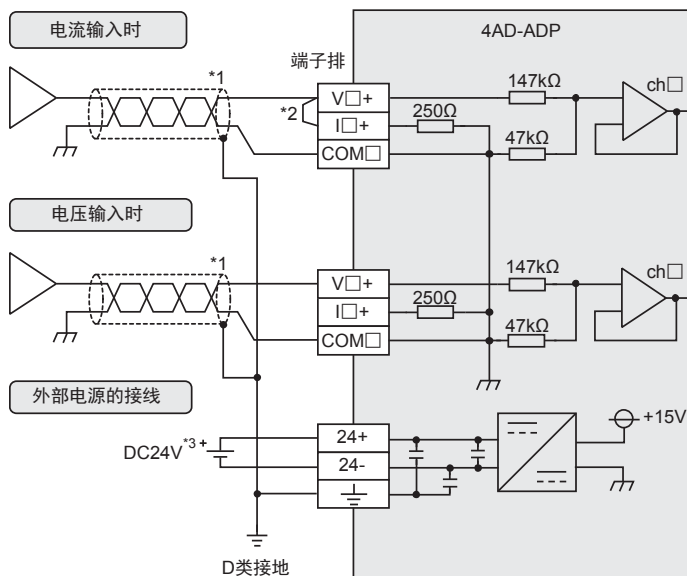 电流输入时
4AD-ADP
端子排
*1
*2
V□+
I□+
COM□
250Ω
147kΩ
47kΩ
ch□
电压输入时
*1
V□+
I□+
COM□
250Ω
147kΩ
47kΩ
ch□
外部电源的接线
DC24V*3 +
24+
24-
+15V
D类接地